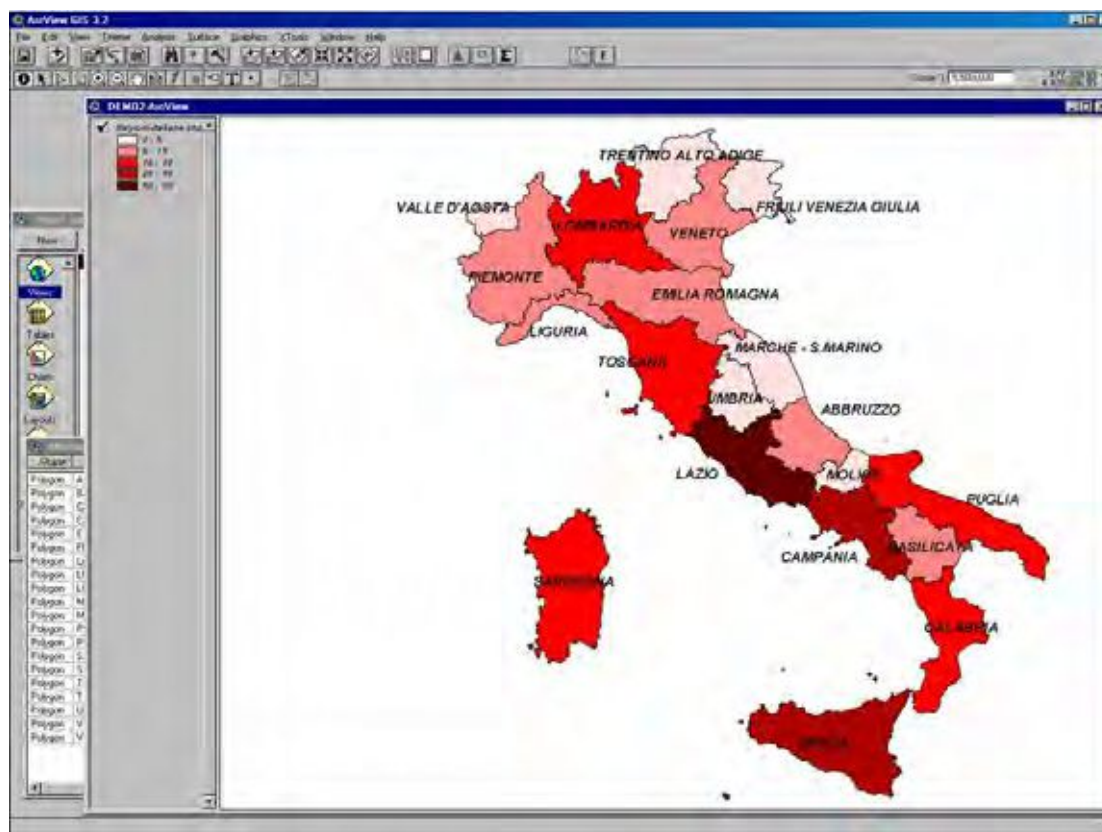 ArcView GIS 3.2
File Edit View Theme Analysis Surface Graphics XTools Window Help
DEMO2-ArcView
New
Views
Tables
Charts
Layouts
Shape
Polygon A
Polygon
Polygon
Polygon
Polygon
Polygon
Polygon
Polygon
Polygon
Polygon M
Polygon M
Polygon P
Polygon P
Polygon S
Polygon S
Polygon T
Polygon T
Polygon U
Polygon V
Polygon V
TRENTINO ALTO ADIGE
VALLE D'AOSTA
FRIULI VENEZIA GIULIA
LOMBARDIA
VENETO
PIEMONTE
EMILIA ROMAGNA
LIGURIA
MARCHE - S.MARINO
TOSCANA
UMBRIA
ABBRUZZO
LAZIO
MOLISE
PUGLIA
CAMPANIA
BASILICATA
SARDEGNA
CALABRIA
SICILIA